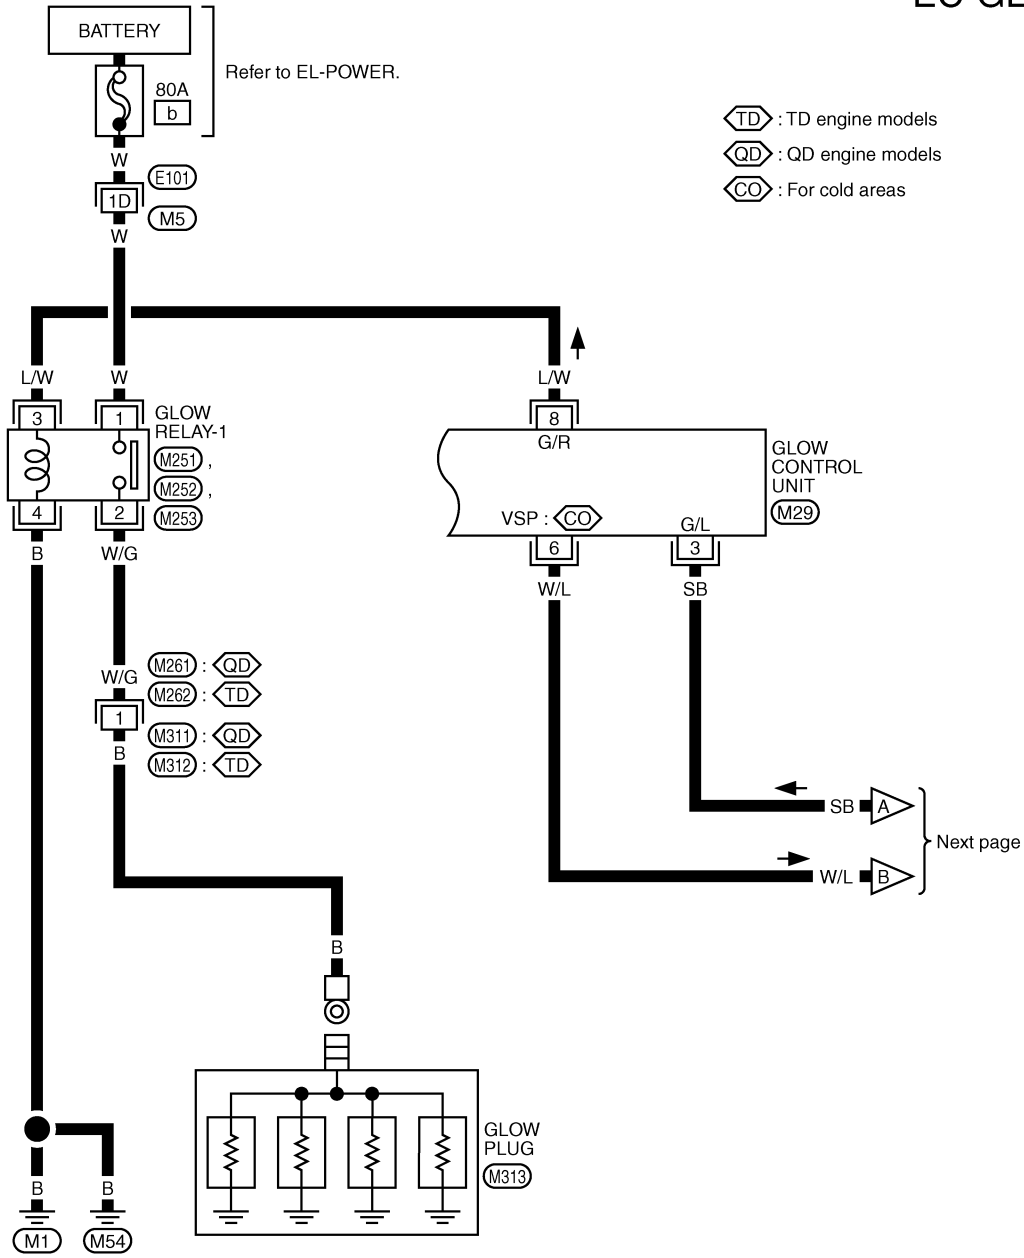 BATTERY
Refer to EL-POWER.
80A
b
W
E101
1D
M5
W
TD : TD engine models
QD : QD engine models
CO : For cold areas
L/W
W
L/W
3
1
GLOW
RELAY-1
M251 ,
M252 ,
M253
4
2
B
W/G
8
G/R
GLOW
CONTROL
UNIT
M29
VSP : CO
G/L
6
3
W/L
SB
W/G
M261 : QD
M262 : TD
1
M311 : QD
M312 : TD
B
SB
A
Next page
W/L
B
B
GLOW
PLUG
M313
B
B
M1
M54